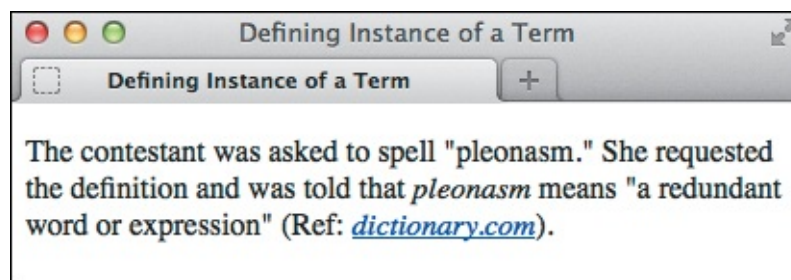 Defining Instance of a Term
Defining Instance of a Term
+
The contestant was asked to spell "pleonasm." She requested
the definition and was told that pleonasm means "a redundant
word or expression" (Ref: dictionary.com).